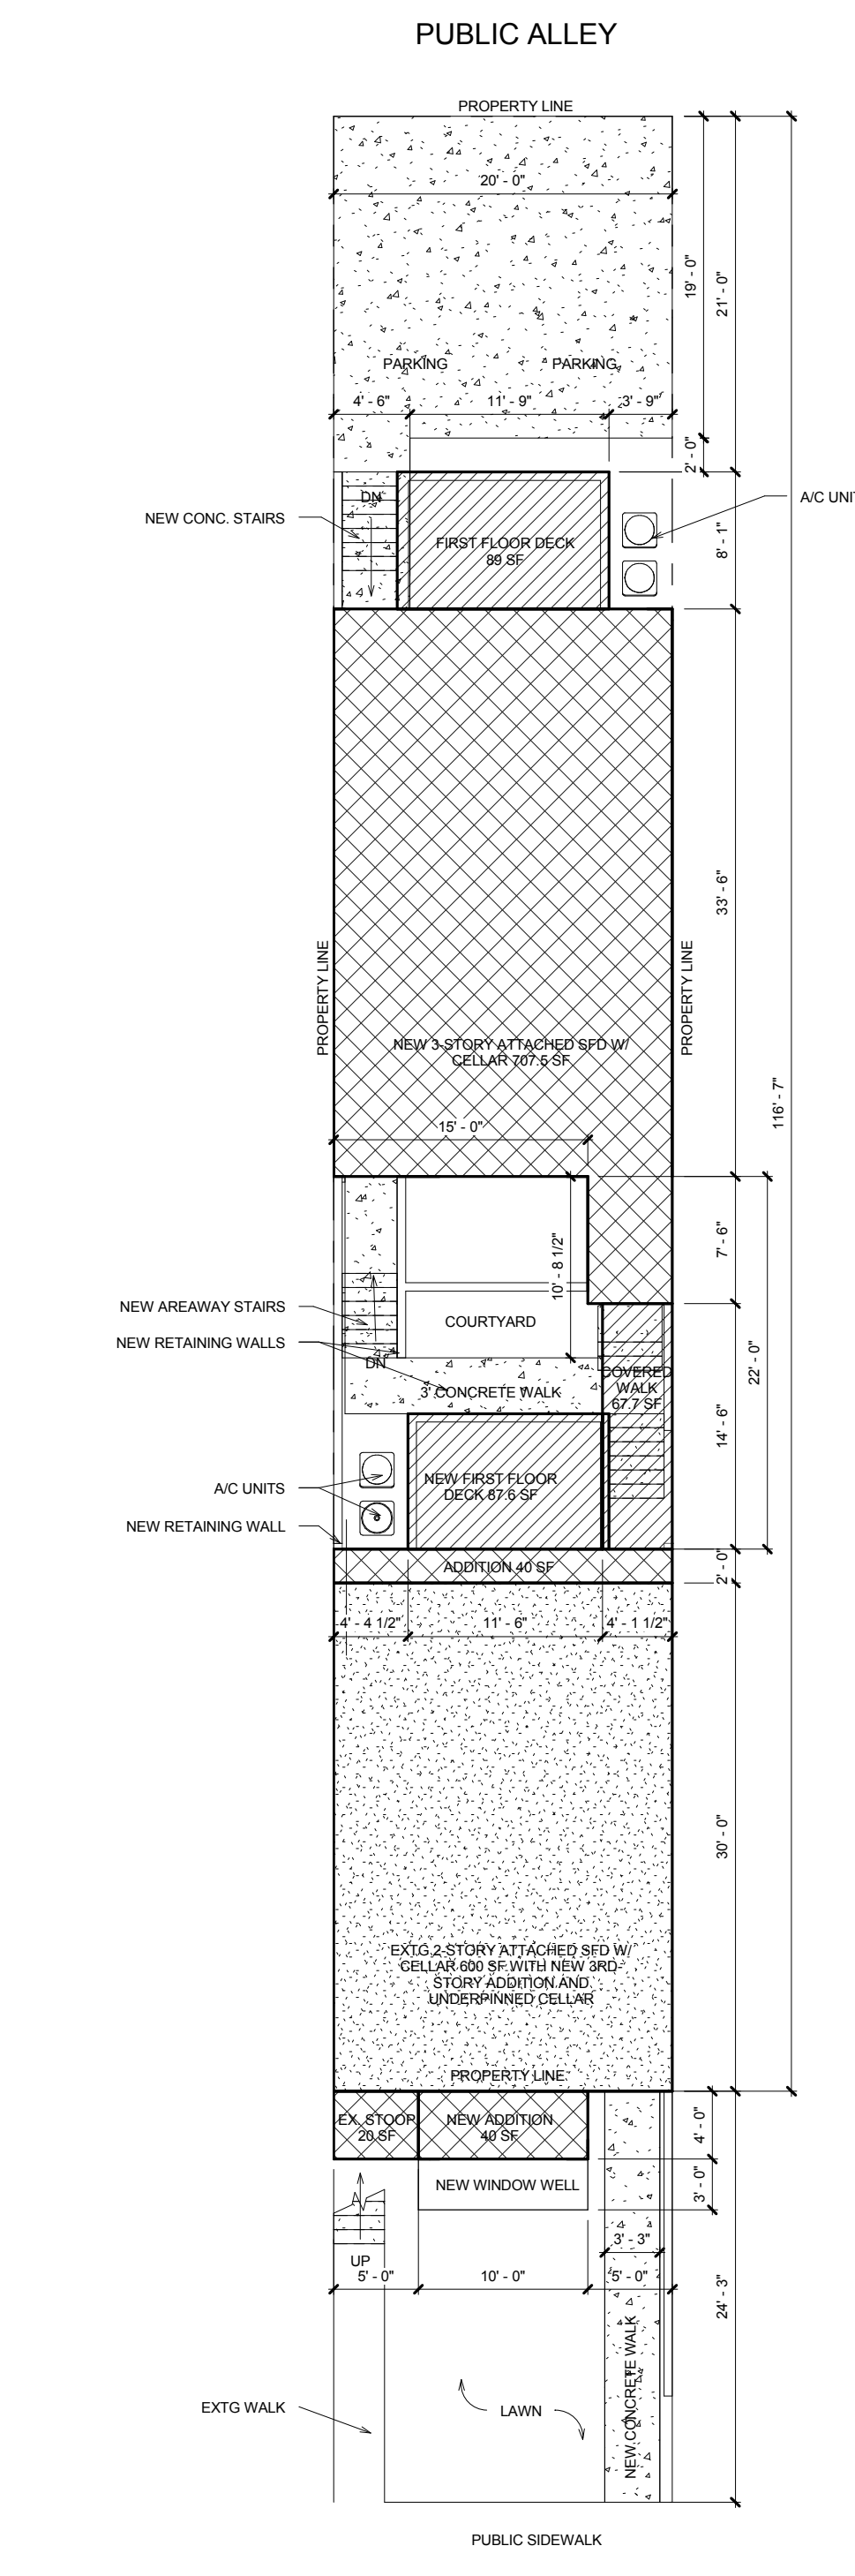 PUBLIC ALLEY
PROPERTY LINE
20' - 0"
19' - 0"
21' - 0"
PARKING
PARKING
4' - 6"
11' - 9"
3' - 9"
2' - 0"
DN
NEW CONC. STAIRS
A/C UNIT
FIRST FLOOR DECK
89 SF
8' - 1"
33' - 6"
PROPERTY LINE
PROPERTY LINE
NEW 3-STORY ATTACHED SFD W/
CELLAR 707.5 SF
116' - 7"
15' - 0"
7' - 6"
10' - 8 1/2"
NEW AREAWAY STAIRS
COURTYARD
NEW RETAINING WALLS
DN
22' - 0"
COVERED
WALK
67.7 SF
3' CONCRETE WALK
14' - 6"
A/C UNITS
NEW FIRST FLOOR
DECK 87.6 SF
NEW RETAINING WALL
ADDITION 40 SF
2' - 0"
4' - 4 1/2"
11' - 6"
4' - 1 1/2"
30' - 0"
EXTG 2-STORY ATTACHED SFD W/
CELLAR 600 SF WITH NEW 3RD-
STORY ADDITION AND
UNDERPINNED CELLAR
PROPERTY LINE
EX. STOOP
20 SF
NEW ADDITION
40 SF
4' - 0"
NEW WINDOW WELL
3' - 0"
3' - 3"
UP
5' - 0"
10' - 0"
5' - 0"
24' - 3"
NEW CONCRETE WALK
EXTG WALK
LAWN
PUBLIC SIDEWALK